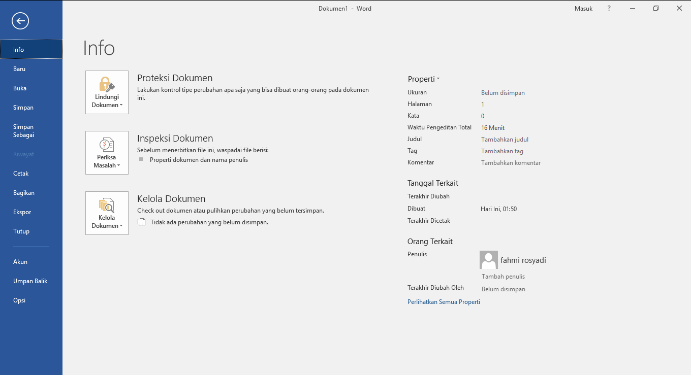 Dokumen1 - Word
Masuk
?
Info
Baru
Buka
Simpan
Simpan
Sebagai
Cetak
Bagikan
Ekspor
Tutup
Akun
Umpan Balik
Opsi
Info
Lindungi
Dokumen
Proteksi Dokumen
Lakukan kontrol tipe perubahan apa saja yang bisa dibuat orang-orang pada dokumen
ini.
Periksa
Masalah
Inspeksi Dokumen
Sebelum menerbitkan file ini, waspadai file berisi:
Properti dokumen dan nama penulis
Kelola
Dokumen
Kelola Dokumen
Check out dokumen atau pulihkan perubahan yang belum tersimpan.
Tidak ada perubahan yang belum disimpan.
Properti
Ukuran Belum disimpan
Halaman 1
Kata 0
Waktu Pengeditan Total 16 Menit
Judul Tambahkan judul
Tag Tambahkan tag
Komentar Tambahkan komentar
Tanggal Terkait
Terakhir Diubah
Dibuat Hari Ini, 01:50
Terakhir Dicetak
Orang Terkait
Penulis fahmi rosyadi
Tambah penulis
Terakhir Diubah Oleh Belum disimpan
Perlihatkan Semua Properti